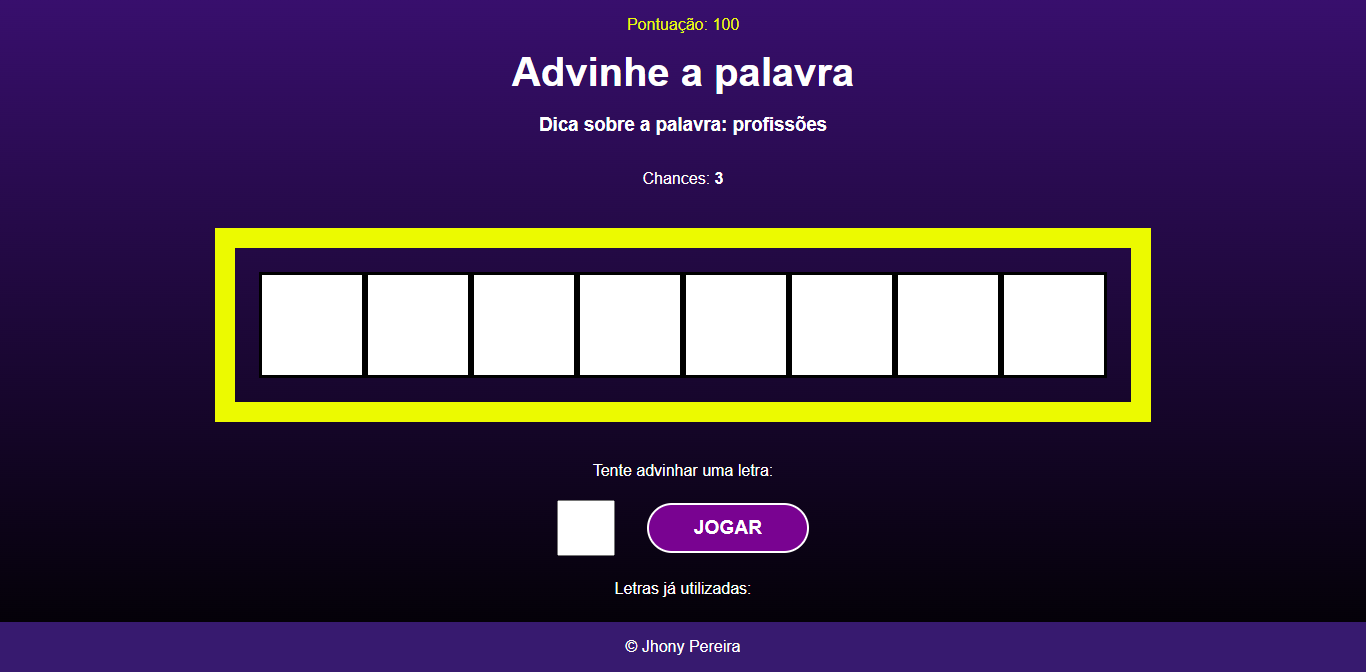 Pontuação: 100
Advinhe a palavra
Dica sobre a palavra: profissões
Chances: 3
Tente advinhar uma letra:
JOGAR
Letras já utilizadas:
© Jhony Pereira